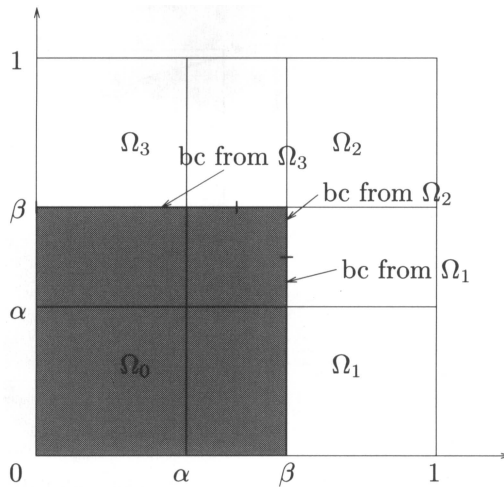 1
Ω₃
Ω₂
bc from Ω₃
bc from Ω₂
β
bc from Ω₁
α
Ω₀
Ω₁
0
α
β
1